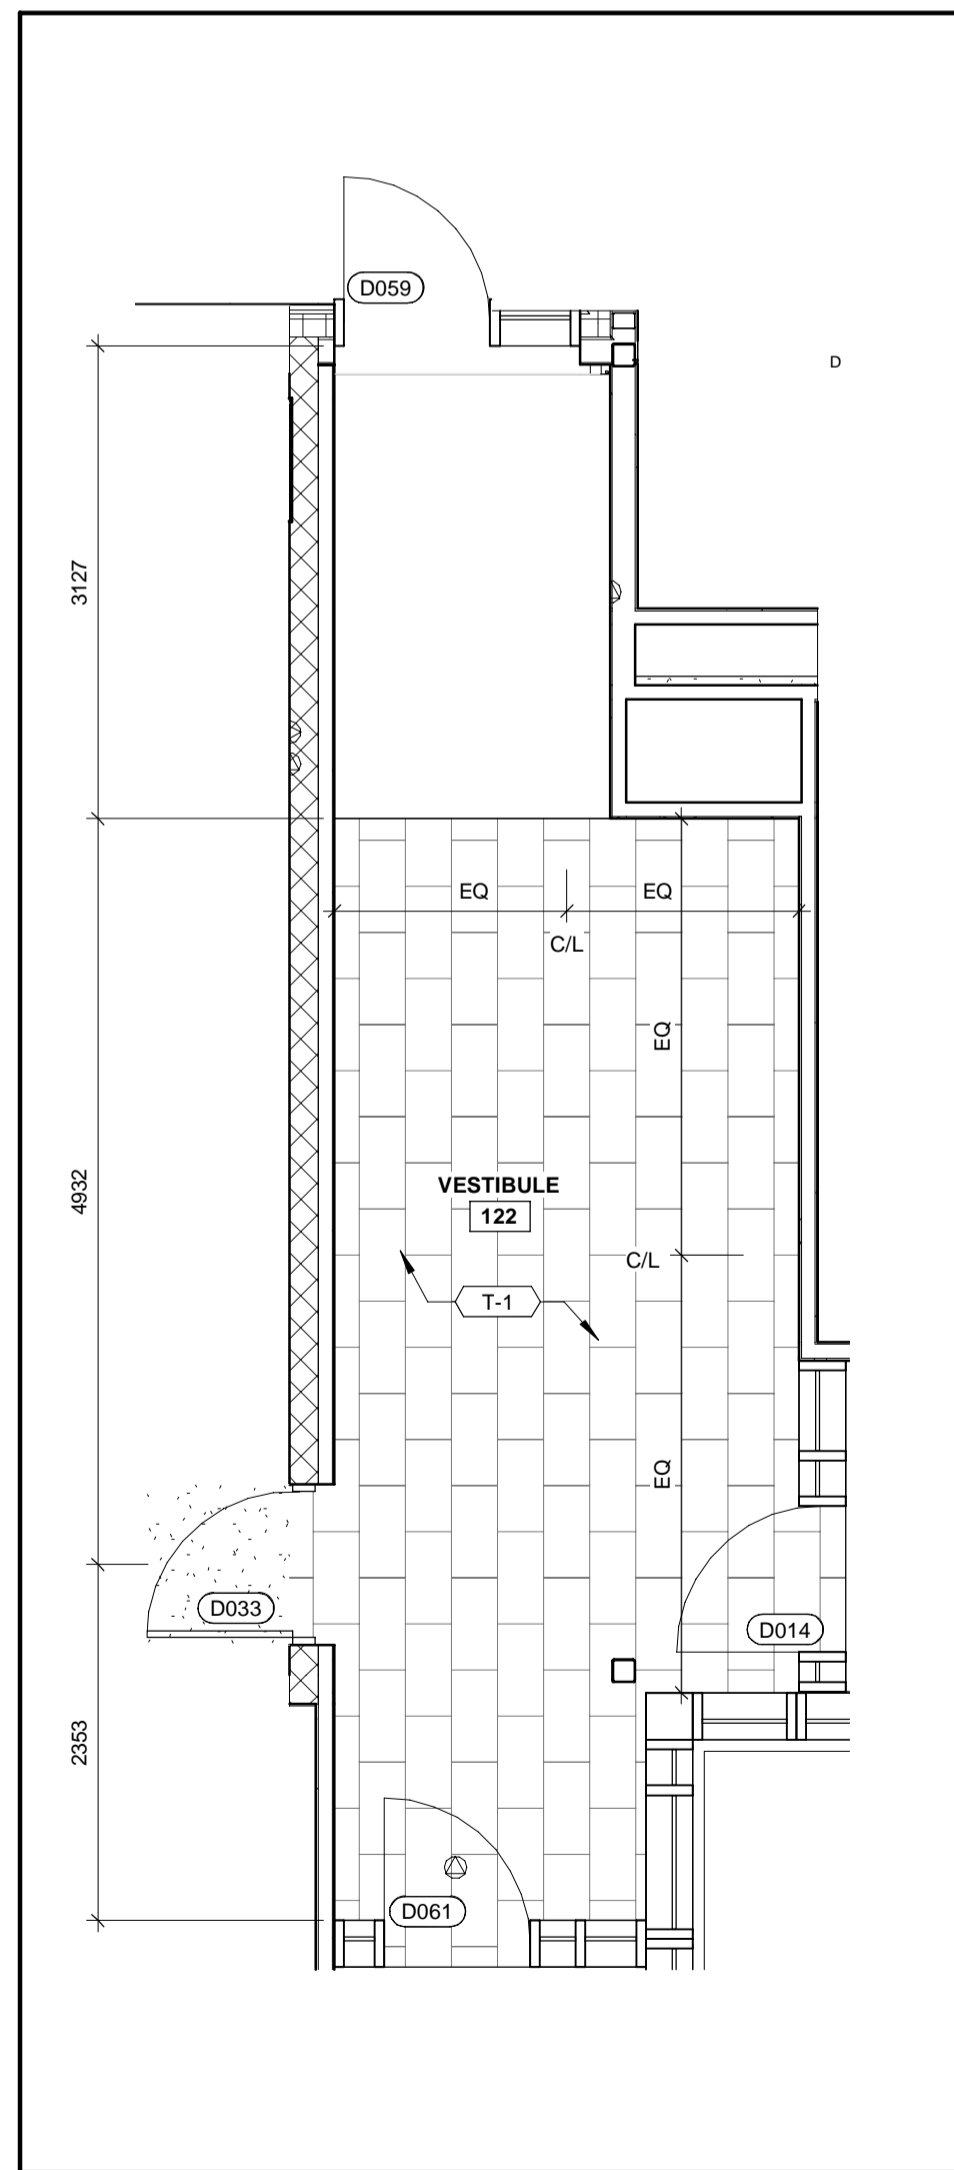 D059
D
3127
EQ
EQ
C/L
EQ
4932
VESTIBULE
122
C/L
T-1
EQ
D033
D014
2353
D061